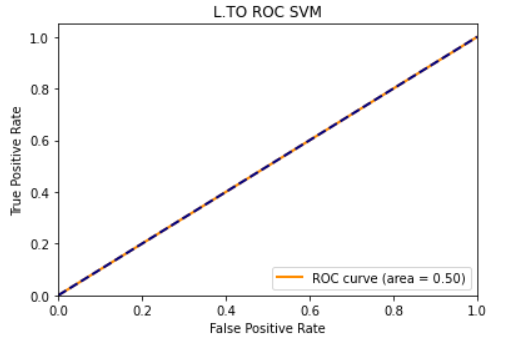 L.TO ROC SVM
1.0
0.8
0.6
0.4
0.2
0.0
True Positive Rate
ROC curve (area = 0.50)
0.0 0.2 0.4 0.6 0.8 1.0
False Positive Rate